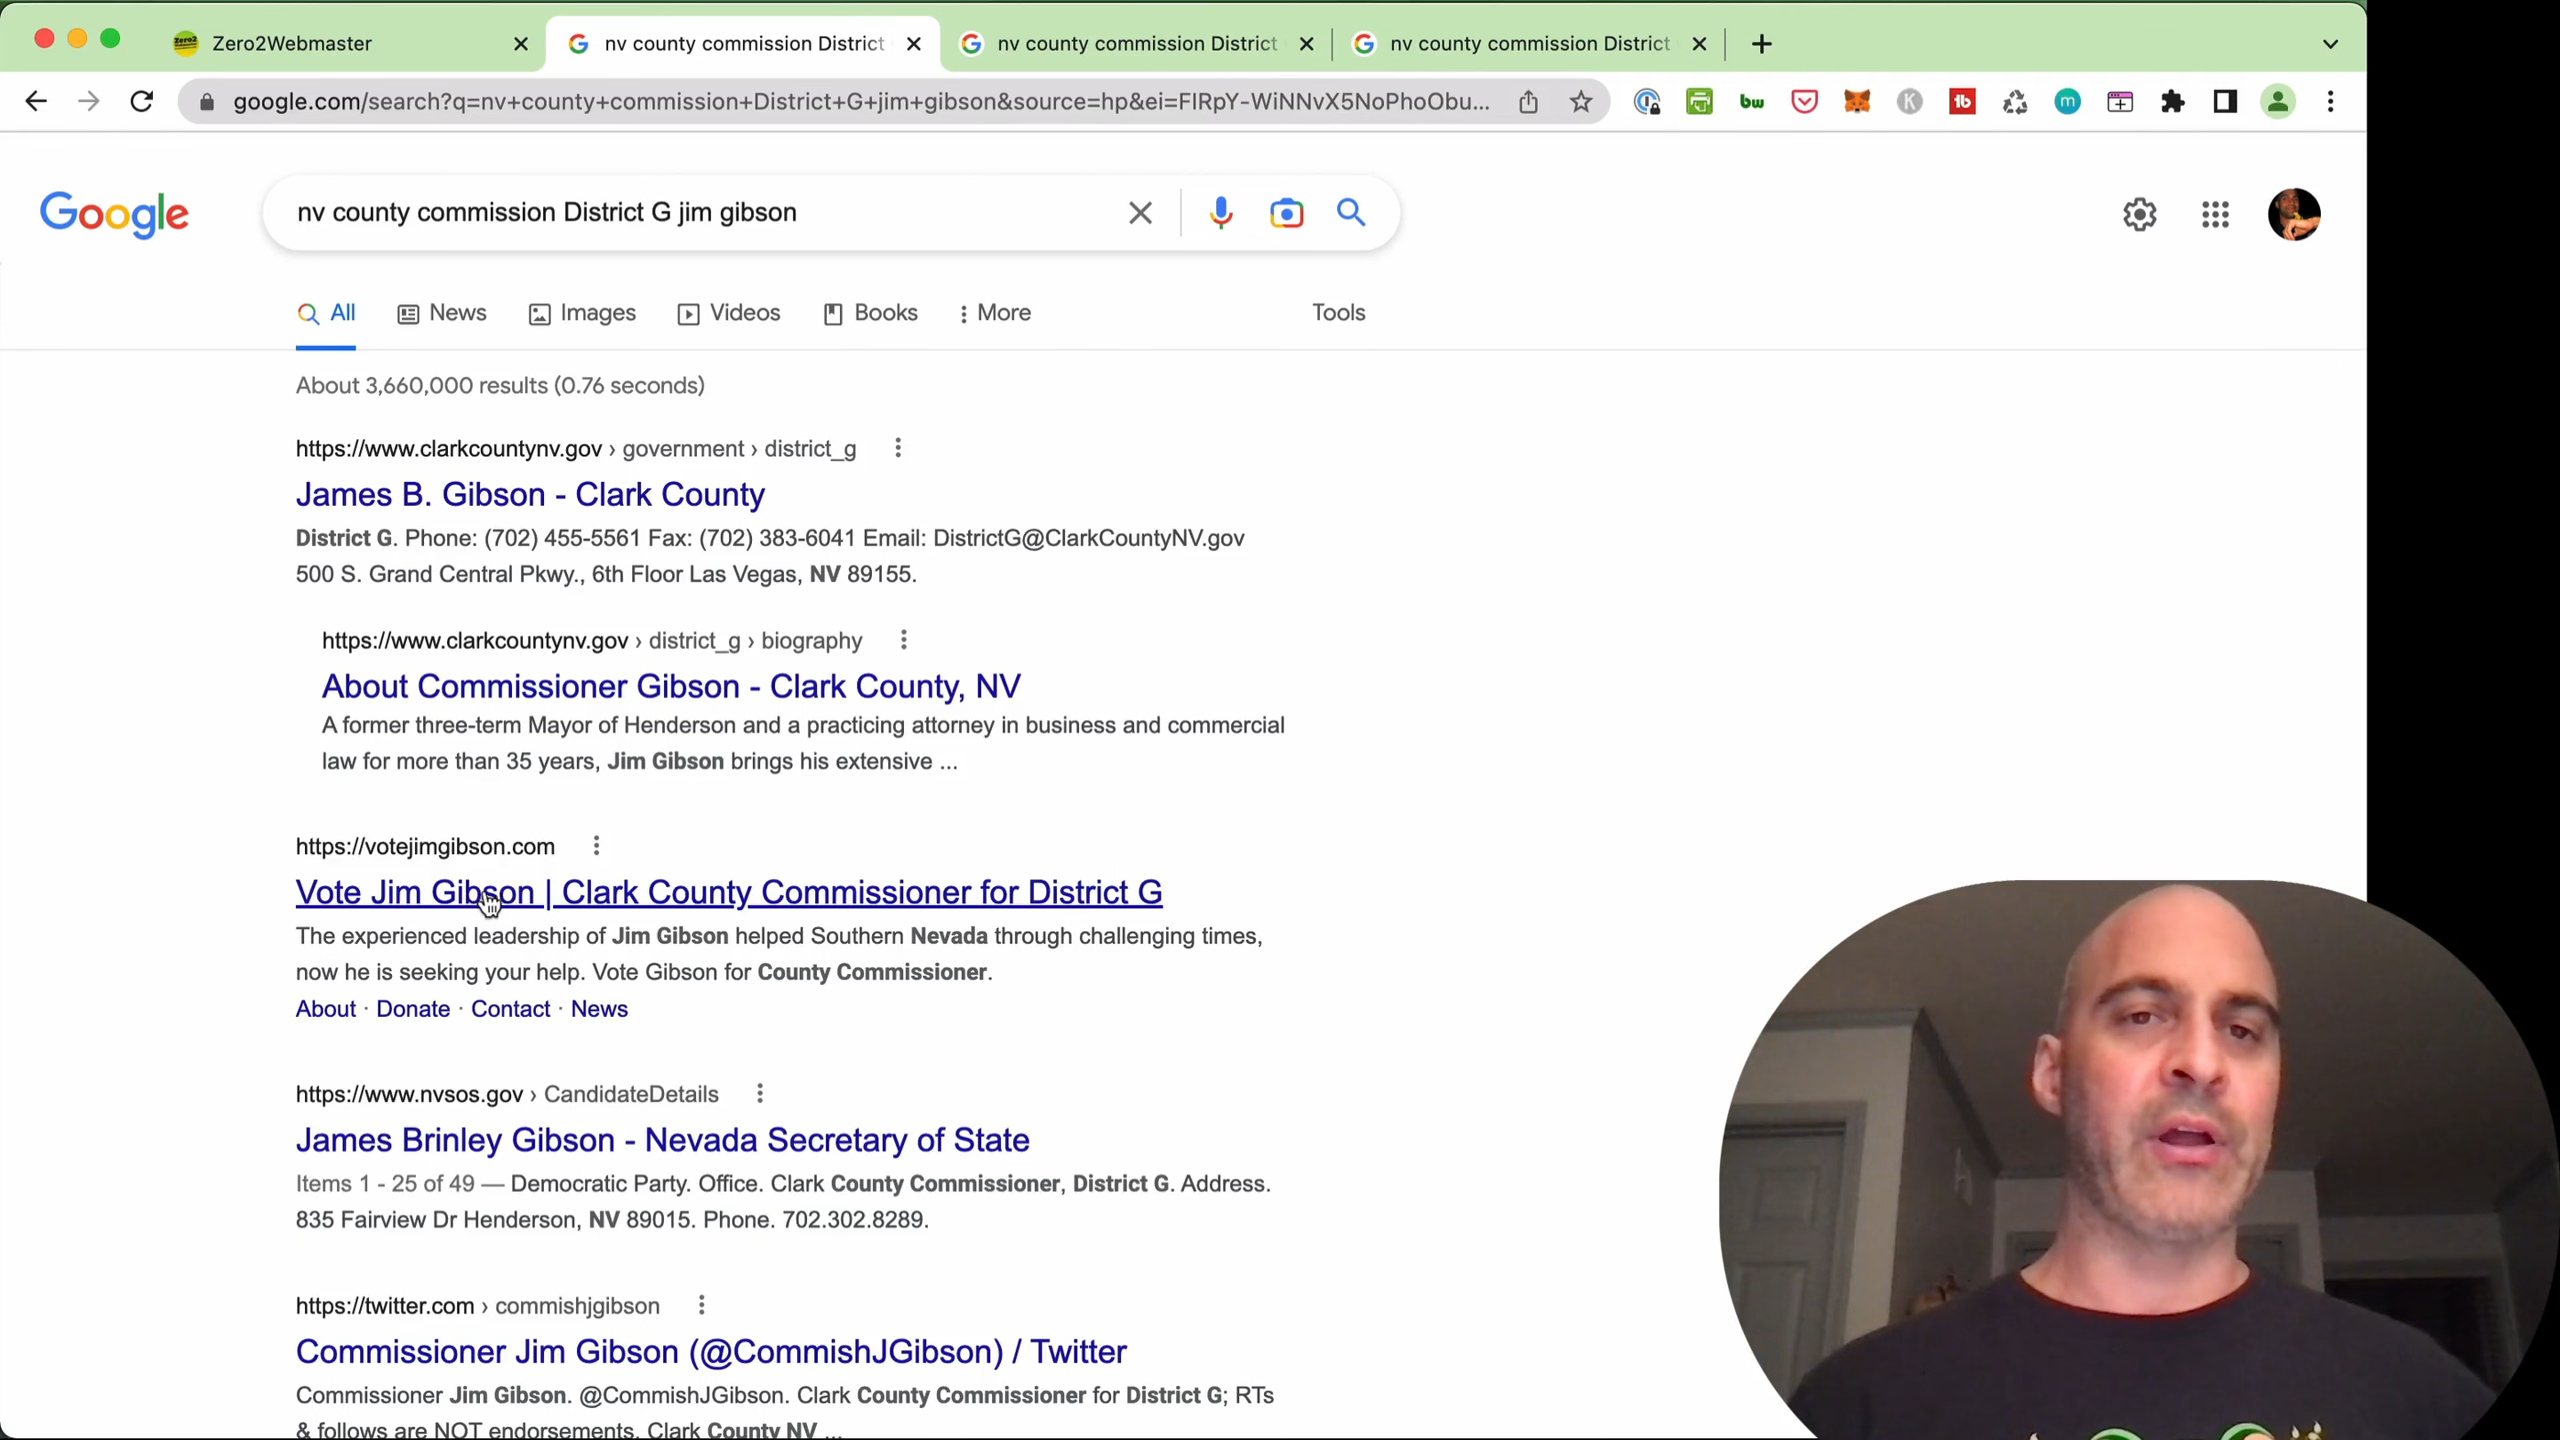 Zero2Webmaster
nv county commission District
nv county commission District
nv county commission District
google.com/search?q=nv+county+commission+District+G+jim+gibson&source=hp&ei=FIRpY-WiNNvX5NoPhoObu...
bw
K
tb
m
Google
nv county commission District G jim gibson
All
News
Images
Videos
Books
More
Tools
About 3,660,000 results (0.76 seconds)
https://www.clarkcountynv.gov › government › district_g
James B. Gibson - Clark County
District G. Phone: (702) 455-5561 Fax: (702) 383-6041 Email: DistrictG@ClarkCountyNV.gov
500 S. Grand Central Pkwy., 6th Floor Las Vegas, NV 89155.
https://www.clarkcountynv.gov › district_g › biography
About Commissioner Gibson - Clark County, NV
A former three-term Mayor of Henderson and a practicing attorney in business and commercial
law for more than 35 years, Jim Gibson brings his extensive ...
https://votejimgibson.com
Vote Jim Gibson | Clark County Commissioner for District G
The experienced leadership of Jim Gibson helped Southern Nevada through challenging times,
now he is seeking your help. Vote Gibson for County Commissioner.
About · Donate · Contact · News
https://www.nvsos.gov › CandidateDetails
James Brinley Gibson - Nevada Secretary of State
Items 1 - 25 of 49 — Democratic Party. Office. Clark County Commissioner, District G. Address.
835 Fairview Dr Henderson, NV 89015. Phone. 702.302.8289.
https://twitter.com › commishjgibson
Commissioner Jim Gibson (@CommishJGibson) / Twitter
Commissioner Jim Gibson. @CommishJGibson. Clark County Commissioner for District G; RTs
& follows are NOT endorsements. Clark County NV ...